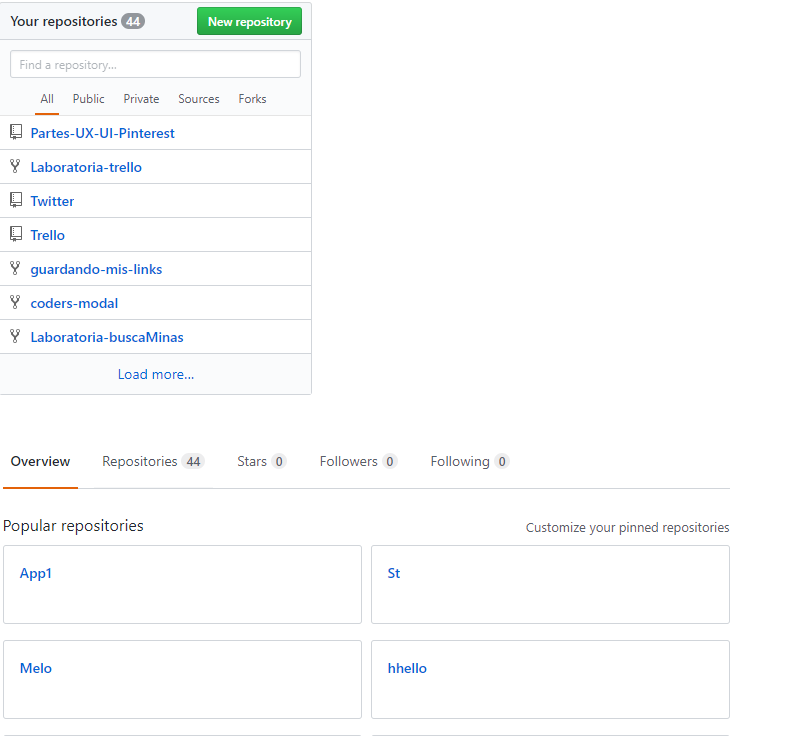 Your repositories 44 New repository
Find a repository...
All Public Private Sources Forks
Partes-UX-UI-Pinterest
Laboratoria-trello
Twitter
Trello
guardando-mis-links
coders-modal
Laboratoria-buscaMinas
Load more...
Overview Repositories 44 Stars 0 Followers 0 Following 0
Popular repositories Customize your pinned repositories
App1 St
Melo hhello